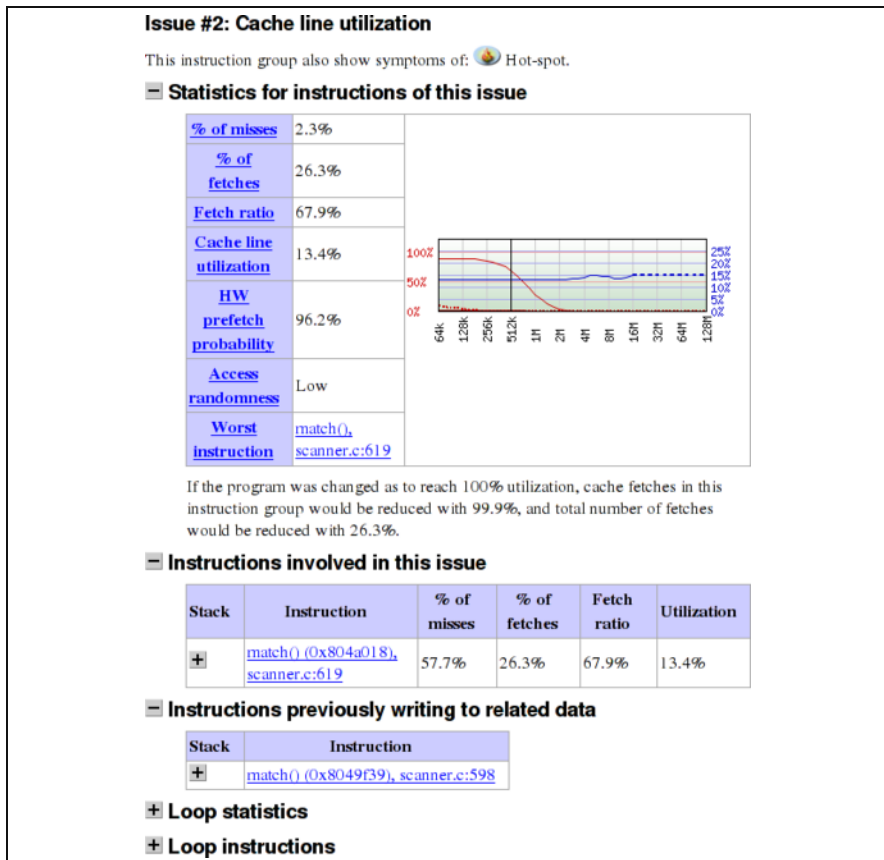 Issue #2: Cache line utilization
This instruction group also show symptoms of: Hot-spot.
Statistics for instructions of this issue
% of misses 2.3%
% of
fetches 26.3%
Fetch ratio 67.9%
Cache line
utilization 13.4%
HW
prefetch
probability 96.2%
Access
randomness Low
Worst
instruction match(),
scanner.c:619
100%
50%
0%
25%
20%
15%
10%
5%
0%
64k 128k 256k 512k 1M 2M 4M 8M 16M 32M 64M 128M
If the program was changed as to reach 100% utilization, cache fetches in this
instruction group would be reduced with 99.9%, and total number of fetches
would be reduced with 26.3%.
Instructions involved in this issue
Stack Instruction % of misses % of fetches Fetch ratio Utilization
match() (0x804a018),
scanner.c:619 57.7% 26.3% 67.9% 13.4%
Instructions previously writing to related data
Stack Instruction
match() (0x8049f39), scanner.c:598
Loop statistics
Loop instructions